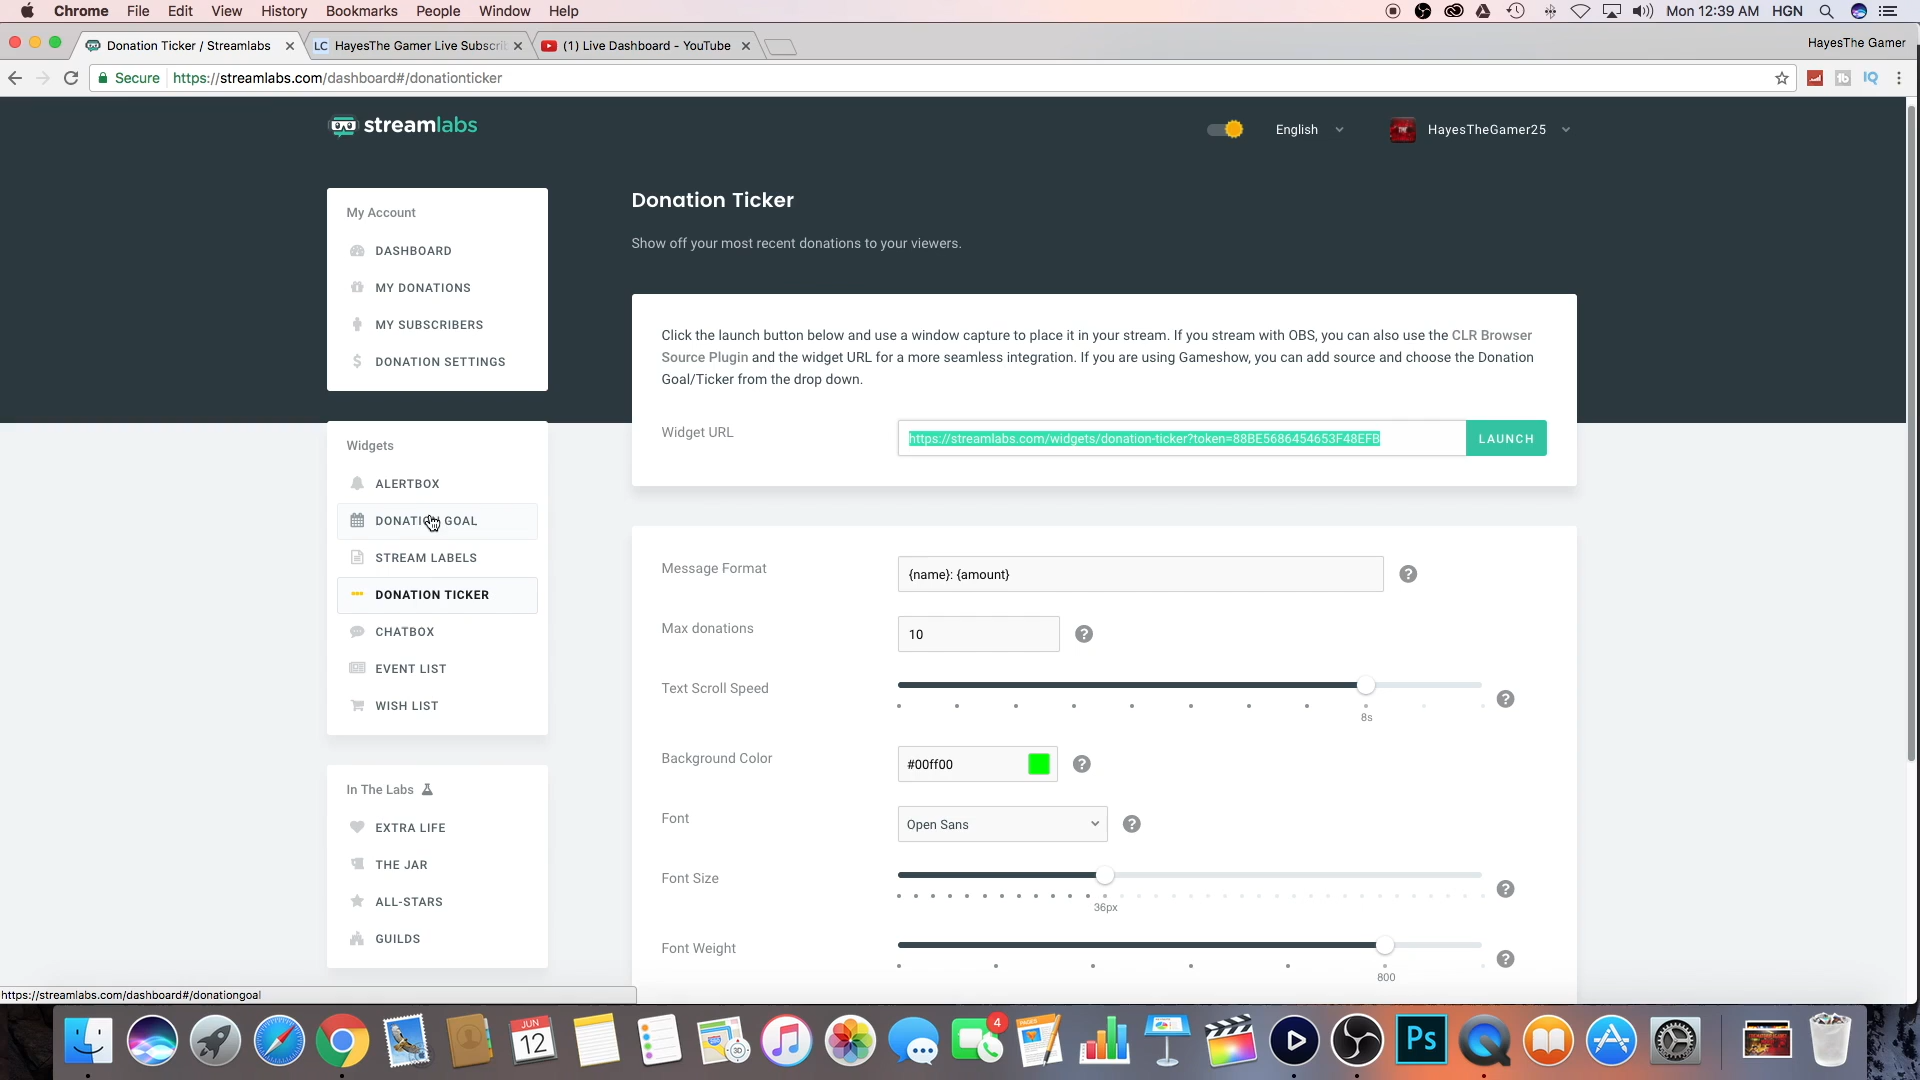 Chrome File Edit View History Bookmarks People Window Help
Mon 12:39 AM HGN
Donation Ticker / Streamlabs
LC HayesThe Gamer Live Subscri
(1) Live Dashboard - YouTube
HayesThe Gamer
Secure https://streamlabs.com/dashboard#/donationticker
streamlabs
English
HayesTheGamer25
My Account
DASHBOARD
MY DONATIONS
MY SUBSCRIBERS
DONATION SETTINGS
Widgets
ALERTBOX
DONATION GOAL
STREAM LABELS
DONATION TICKER
CHATBOX
EVENT LIST
WISH LIST
In The Labs
EXTRA LIFE
THE JAR
ALL-STARS
GUILDS
Donation Ticker
Show off your most recent donations to your viewers.
Click the launch button below and use a window capture to place it in your stream. If you stream with OBS, you can also use the CLR Browser
Source Plugin and the widget URL for a more seamless integration. If you are using Gameshow, you can add source and choose the Donation
Goal/Ticker from the drop down.
Widget URL
https://streamlabs.com/widgets/donation-ticker?token=88BE5686454653F48EFB
LAUNCH
Message Format
{name}: {amount}
?
Max donations
10
?
Text Scroll Speed
8s
?
Background Color
#00ff00
?
Font
Open Sans
?
Font Size
36px
?
Font Weight
800
?
https://streamlabs.com/dashboard#/donationgoal
JUN
12
3D
4
PAGES
Ps